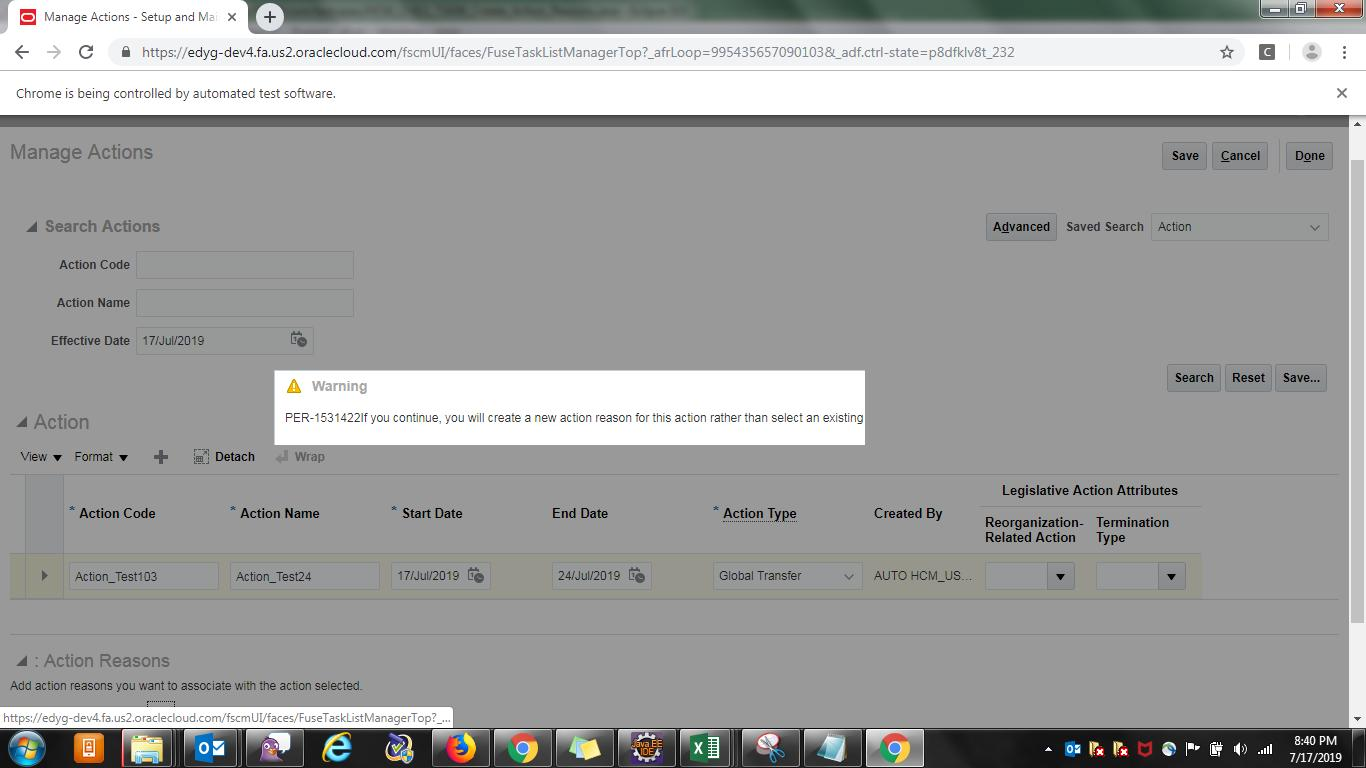 Manage Actions - Setup and Mai
https://edyg-dev4.fa.us2.oraclecloud.com/fscmUI/faces/FuseTaskListManagerTop?_afrLoop=995435657090103&_adf.ctrl-state=p8dfklv8t_232
C
Chrome is being controlled by automated test software.
Manage Actions
Save Cancel Done
Search Actions
Advanced Saved Search Action
Action Code
Action Name
Effective Date 17/Jul/2019
Search Reset Save...
Warning
PER-1531422If you continue, you will create a new action reason for this action rather than select an existing
Action
View Format Detach Wrap
Legislative Action Attributes
* Action Code * Action Name * Start Date End Date * Action Type Created By Reorganization-Related Action Termination Type
Action_Test103 Action_Test24 17/Jul/2019 24/Jul/2019 Global Transfer AUTO HCM_US...
: Action Reasons
Add action reasons you want to associate with the action selected.
https://edyg-dev4.fa.us2.oraclecloud.com/fscmUI/faces/FuseTaskListManagerTop?_...
Java EE
IDE
8:40 PM
7/17/2019